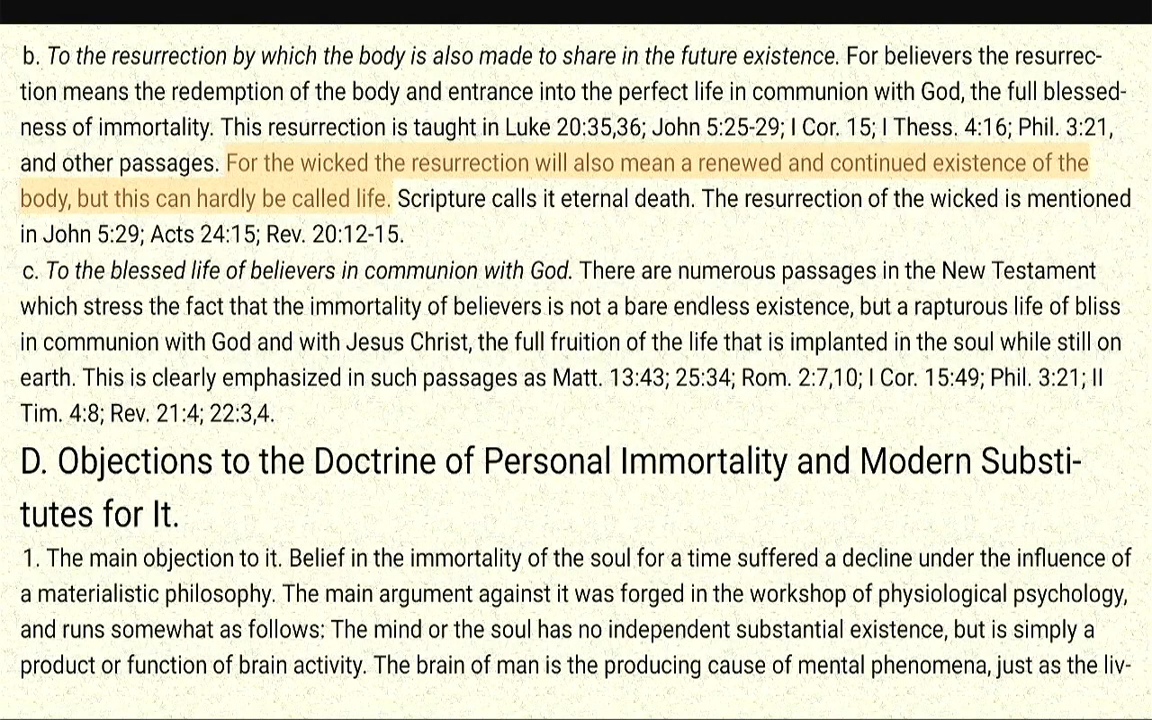 b. To the resurrection by which the body is also made to share in the future existence. For believers the resurrec-
tion means the redemption of the body and entrance into the perfect life in communion with God, the full blessed-
ness of immortality. This resurrection is taught in Luke 20:35,36; John 5:25-29; I Cor. 15; I Thess. 4:16; Phil. 3:21,
and other passages. For the wicked the resurrection will also mean a renewed and continued existence of the
body, but this can hardly be called life. Scripture calls it eternal death. The resurrection of the wicked is mentioned
in John 5:29; Acts 24:15; Rev. 20:12-15.
c. To the blessed life of believers in communion with God. There are numerous passages in the New Testament
which stress the fact that the immortality of believers is not a bare endless existence, but a rapturous life of bliss
in communion with God and with Jesus Christ, the full fruition of the life that is implanted in the soul while still on
earth. This is clearly emphasized in such passages as Matt. 13:43; 25:34; Rom. 2:7,10; I Cor. 15:49; Phil. 3:21; II
Tim. 4:8; Rev. 21:4; 22:3,4.
D. Objections to the Doctrine of Personal Immortality and Modern Substi-
tutes for It.
1. The main objection to it. Belief in the immortality of the soul for a time suffered a decline under the influence of
a materialistic philosophy. The main argument against it was forged in the workshop of physiological psychology,
and runs somewhat as follows: The mind or the soul has no independent substantial existence, but is simply a
product or function of brain activity. The brain of man is the producing cause of mental phenomena, just as the liv-